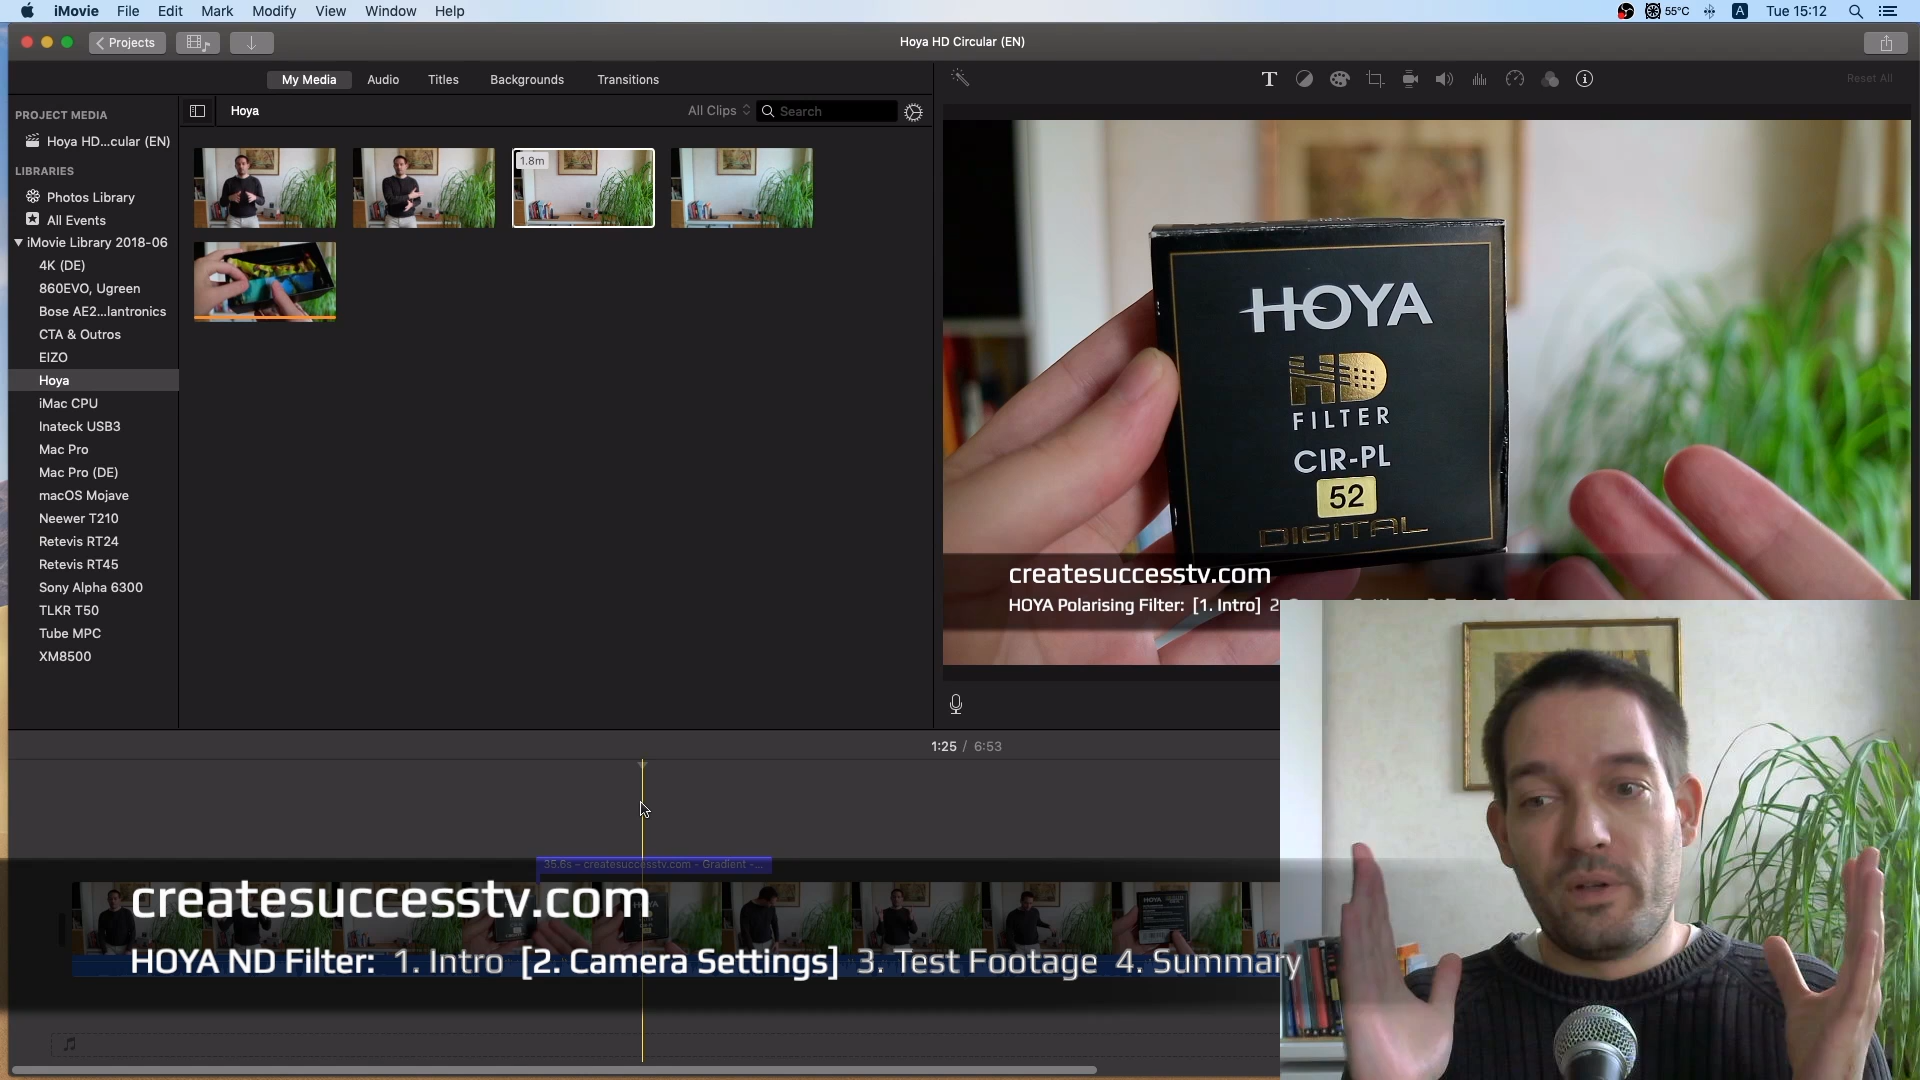 iMovie File Edit Mark Modify View Window Help
55°C A Tue 15:12
Projects
Hoya HD Circular (EN)
My Media Audio Titles Backgrounds Transitions
T
Reset All
PROJECT MEDIA
Hoya HD...cular (EN)
LIBRARIES
Photos Library
All Events
iMovie Library 2018-06
4K (DE)
860EVO, Ugreen
Bose AE2...lantronics
CTA & Outros
EIZO
Hoya
iMac CPU
Inateck USB3
Mac Pro
Mac Pro (DE)
macOS Mojave
Neewer T210
Retevis RT24
Retevis RT45
Sony Alpha 6300
TLKR T50
Tube MPC
XM8500
Hoya
All Clips
Search
1.8m
HOYA
HD
FILTER
CIR-PL
52
DIGITAL
createsuccesstv.com
HOYA Polarising Filter: [1. Intro]
1:25 / 6:53
35.6s – createsuccesstv.com - Gradient -...
createsuccesstv.com
HOYA ND Filter: 1. Intro [2. Camera Settings] 3. Test Footage 4. Summary